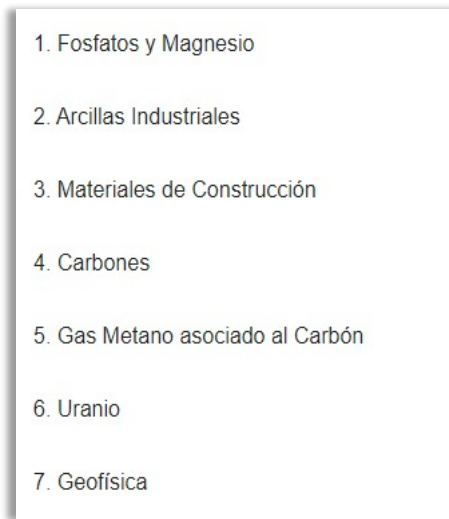 1. Fosfatos y Magnesio
2. Arcillas Industriales
3. Materiales de Construcción
4. Carbones
5. Gas Metano asociado al Carbón
6. Uranio
7. Geofísica